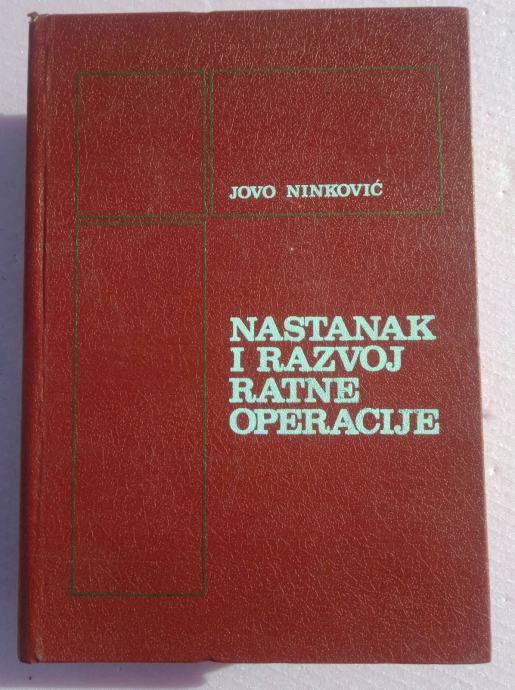 JOVO NINKOVIĆ
NASTANAK
I RAZVOJ
RATNE
OPERACIJE